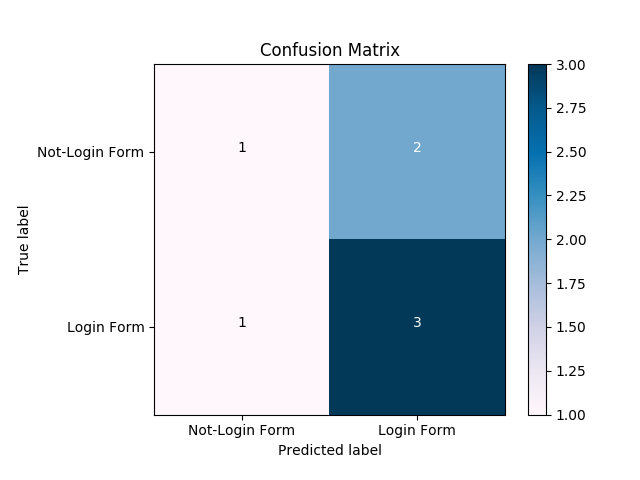 Confusion Matrix
True label
Not-Login Form
1
2
Login Form
1
3
Not-Login Form
Login Form
Predicted label
3.00
2.75
2.50
2.25
2.00
1.75
1.50
1.25
1.00